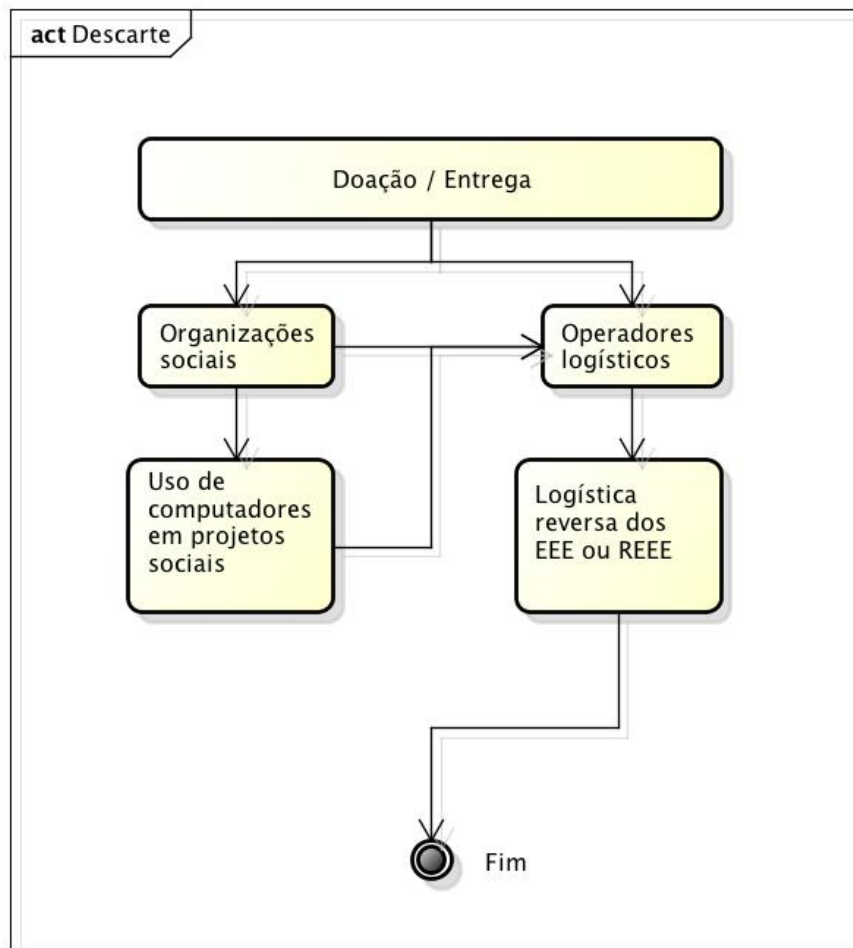 act Descarte
Doação / Entrega
Organizações
sociais
Operadores
logísticos
Uso de
computadores
em projetos
sociais
Logística
reversa dos
EEE ou REEE
Fim